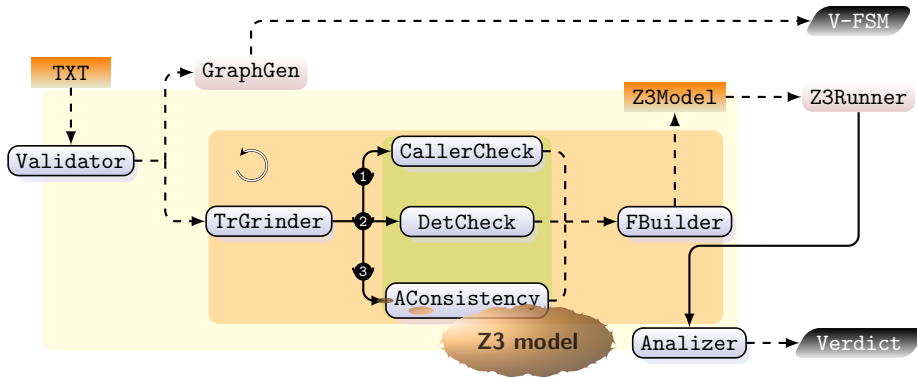 V-FSM
TXT
GraphGen
Z3Model
Z3Runner
Validator
CallerCheck
1
TrGrinder
2
DetCheck
FBuilder
3
AConsistency
Z3 model
Analizer
Verdict